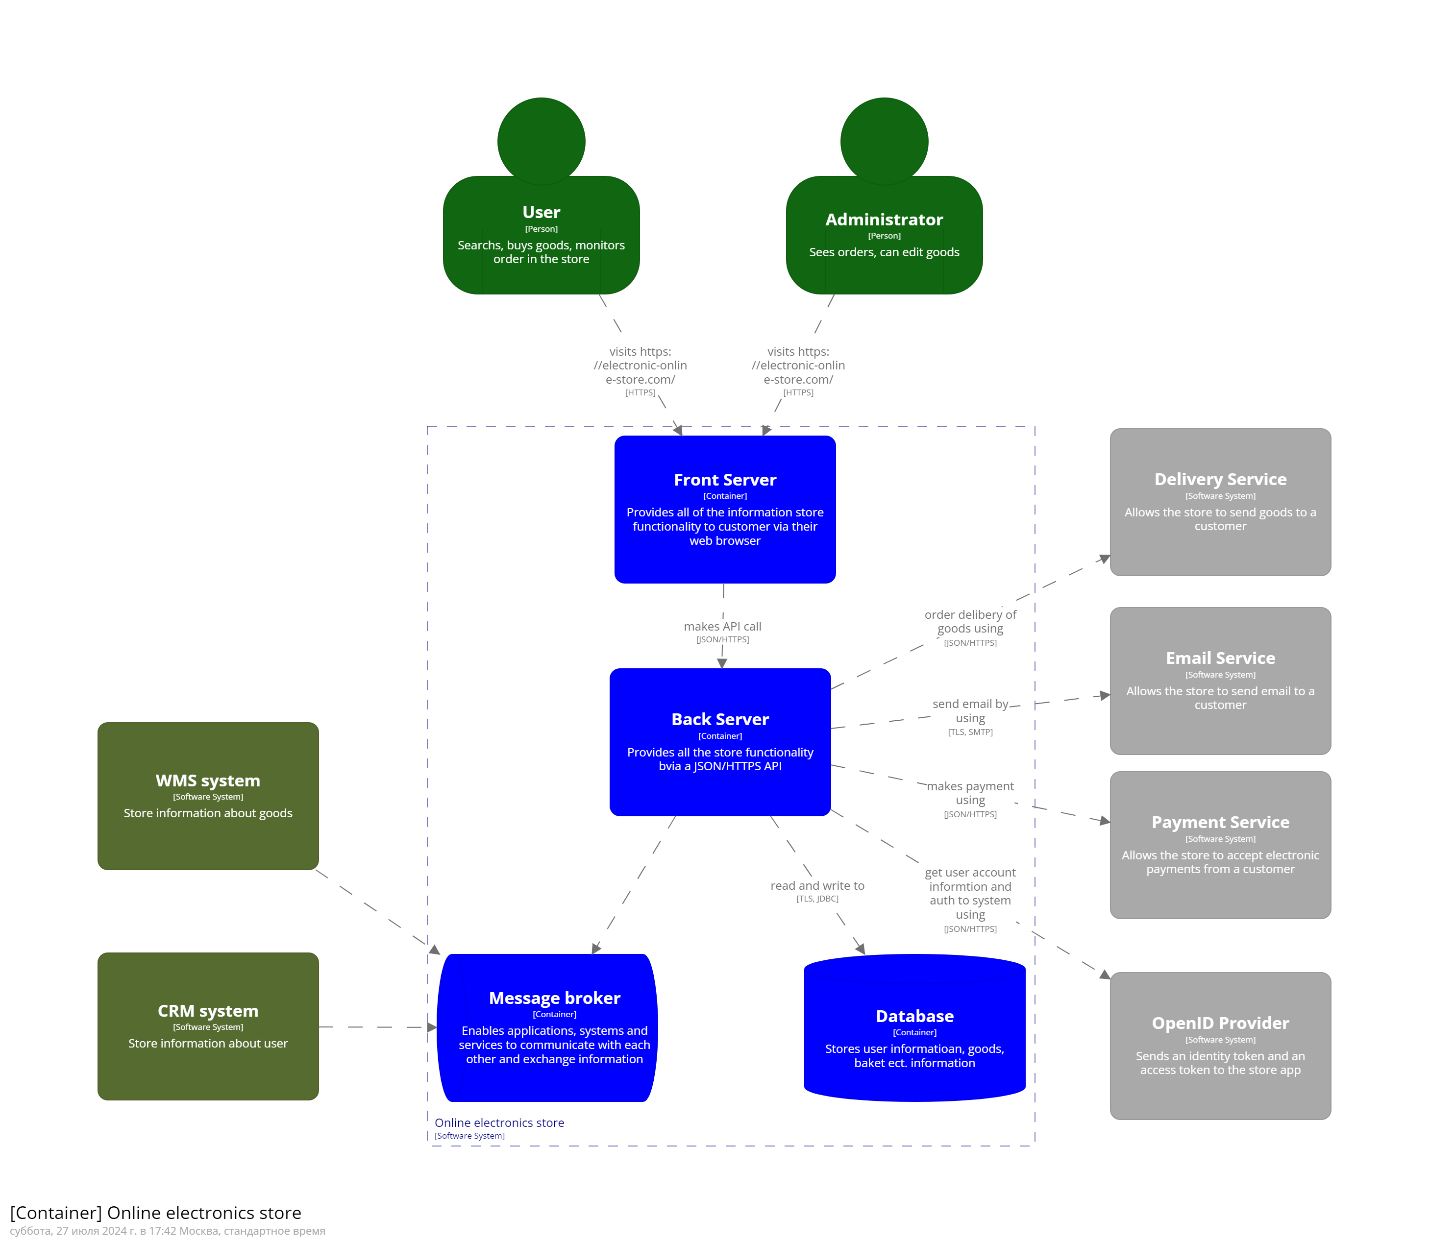 User
[Person]
Searchs, buys goods, monitors
order in the store
Administrator
[Person]
Sees orders, can edit goods
visits https:
//electronic-onlin
e-store.com/
[HTTPS]
visits https:
//electronic-onlin
e-store.com/
[HTTPS]
Front Server
[Container]
Provides all of the information store
functionality to customer via their
web browser
Delivery Service
[Software System]
Allows the store to send goods to a
customer
makes API call
[JSON/HTTPS]
order delibery of
goods using
[JSON/HTTPS]
Email Service
[Software System]
Allows the store to send email to a
customer
Back Server
[Container]
Provides all the store functionality
bvia a JSON/HTTPS API
send email by
using
[TLS, SMTP]
WMS system
[Software System]
Store information about goods
makes payment
using
[JSON/HTTPS]
Payment Service
[Software System]
Allows the store to accept electronic
payments from a customer
read and write to
[TLS, JDBC]
get user account
informtion and
auth to system
using
[JSON/HTTPS]
CRM system
[Software System]
Store information about user
Message broker
[Container]
Enables applications, systems and
services to communicate with each
other and exchange information
Database
[Container]
Stores user informatioan, goods,
baket ect. information
OpenID Provider
[Software System]
Sends an identity token and an
access token to the store app
Online electronics store
[Software System]
[Container] Online electronics store
суббота, 27 июля 2024 г. в 17:42 Москва, стандартное время